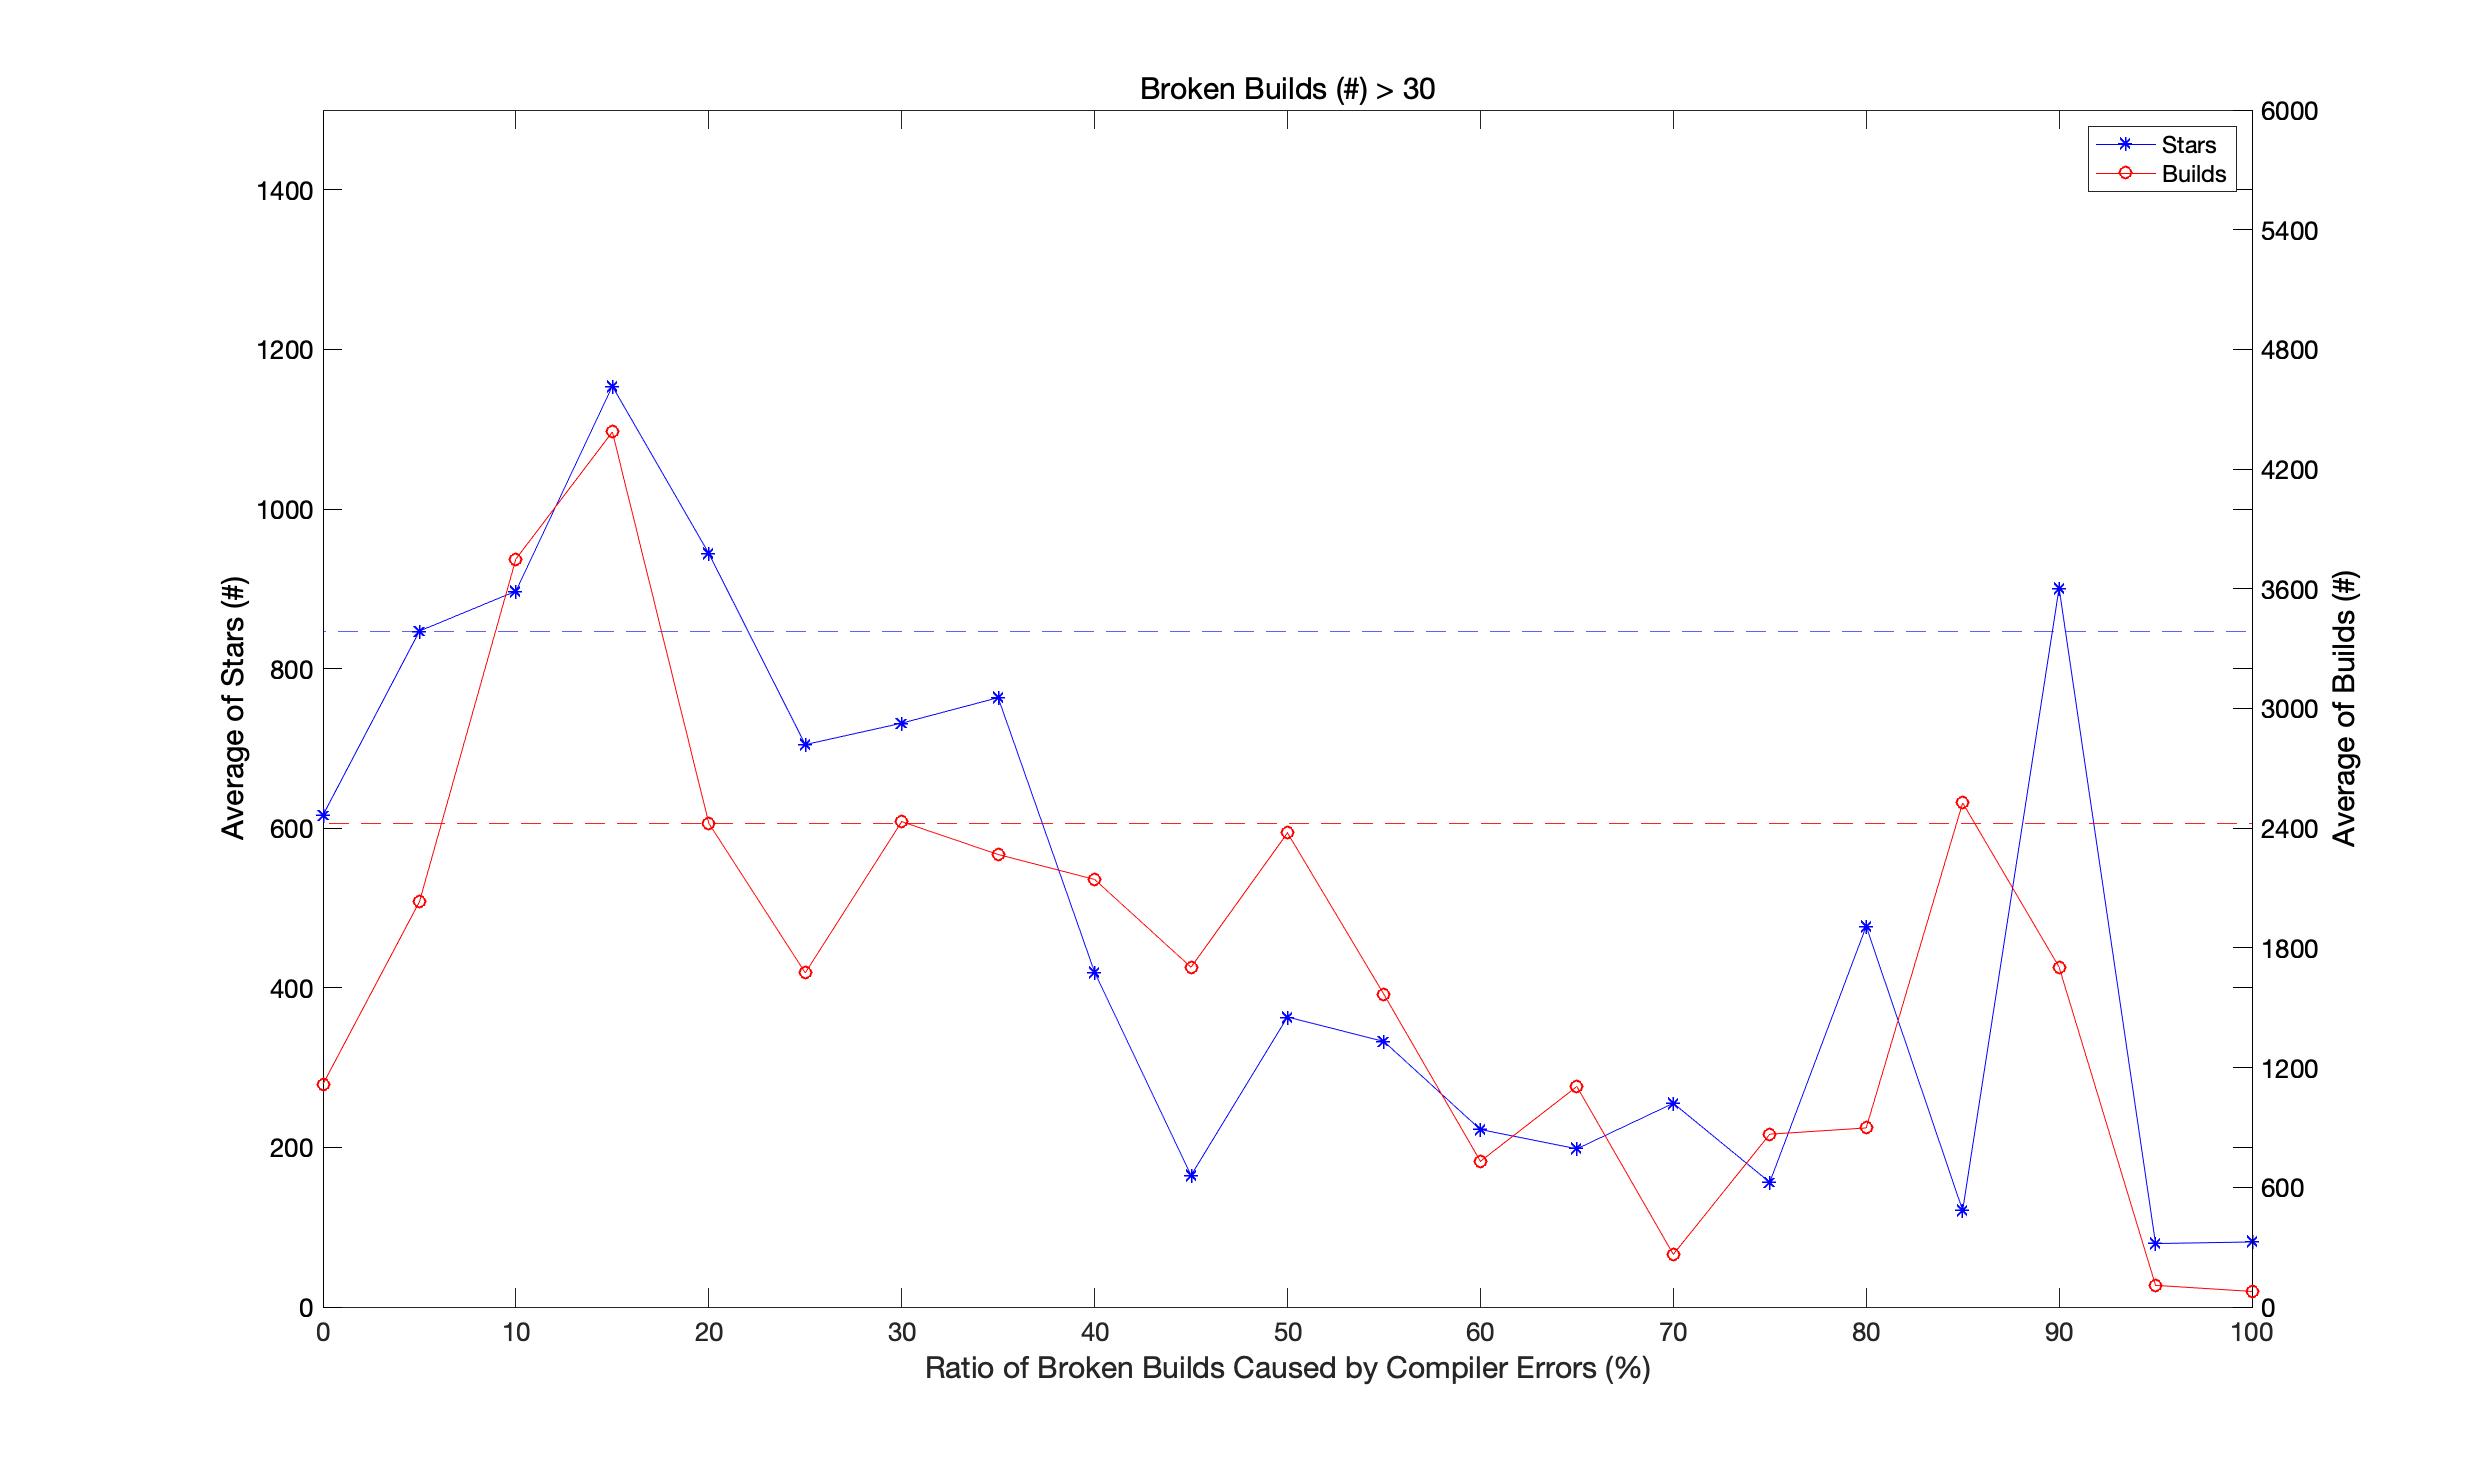 Broken Builds (#) > 30
Stars
Builds
Average of Stars (#)
1400
1200
1000
800
600
400
200
0
6000
5400
4800
4200
3600
3000
2400
1800
1200
600
0
Average of Builds (#)
0 10 20 30 40 50 60 70 80 90 100
Ratio of Broken Builds Caused by Compiler Errors (%)